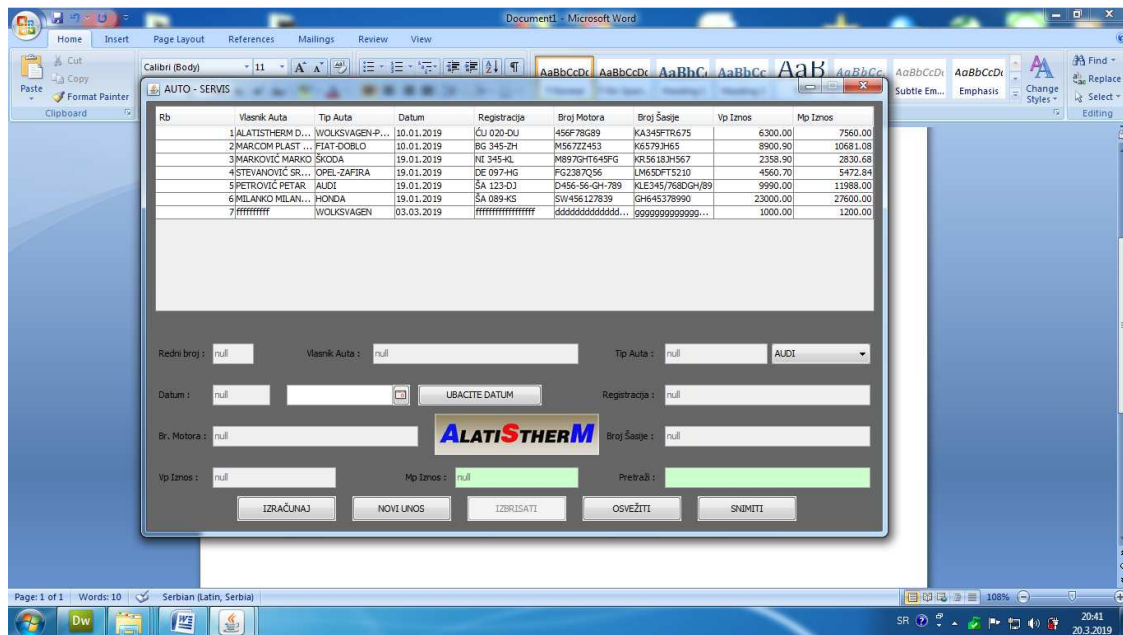 Document1 - Microsoft Word
Home Insert Page Layout References Mailings Review View
Cut
Copy
Format Painter
Paste
Clipboard
Calibri (Body) 11
AaBbCcDc AaBbCcDc AaBbC AaBbCc AaB AaBbCc AaBbCcDc AaBbCcDc
Subtle Em... Emphasis
Change Styles
Find
Replace
Select
Editing
AUTO - SERVIS
Rb Vlasnik Auta Tip Auta Datum Registracija Broj Motora Broj Šasije Vp Iznos Mp Iznos
1 ALATISTHERM D... WOLKSVAGEN-P... 10.01.2019 ĆU 020-DU 456F78G89 KA345FTR675 6300.00 7560.00
2 MARCOM PLAST ... FIAT-DOBLO 10.01.2019 BG 345-ZH M567ZZ453 K6579JH65 8900.90 10681.08
3 MARKOVIĆ MARKO ŠKODA 19.01.2019 NI 345-KL M897GHT645FG KR5618JH567 2358.90 2830.68
4 STEVANOVIĆ SR... OPEL-ZAFIRA 19.01.2019 DE 097-HG FG2387Q56 LM65DFT5210 4560.70 5472.84
5 PETROVIĆ PETAR AUDI 19.01.2019 ŠA 123-DJ D456-56-GH-789 KLE345/768DGH/89 9990.00 11988.00
6 MILANKO MILAN... HONDA 19.01.2019 ŠA 089-KS SW456127839 GH645378990 23000.00 27600.00
7 ffffffffff WOLKSVAGEN 03.03.2019 ffffffffffffffffff ddddddddddddd... ggggggggggggg... 1000.00 1200.00
Redni broj : null Vlasnik Auta : null Tip Auta : null AUDI
Datum : null UBACITE DATUM Registracija : null
Br. Motora : null ALATISTHERM Broj Šasije : null
Vp Iznos : null Mp Iznos : null Pretraži :
IZRAČUNAJ NOVI UNOS IZBRISATI OSVEŽITI SNIMITI
Page: 1 of 1 Words: 10 Serbian (Latin, Serbia) 108%
Dw SR 20:41
20.3.2019